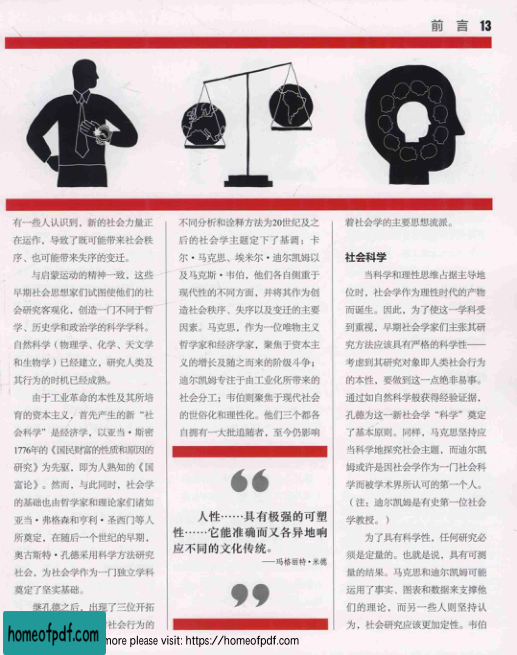 前 言 13
有一些人认识到，新的社会力量正
在运作，导致了既可能带来社会秩
序、也可能带来失序的变迁。
与启蒙运动的精神一致，这些
早期社会思想家们试图使他们的社
会研究客观化，创造一门不同于哲
学、历史学和政治学的科学学科。
自然科学（物理学、化学、天文学
和生物学）已经建立，研究人类及
其行为的时机已经成熟。
由于工业革命的本性及其所培
育的资本主义，首先产生的新“社
会科学”是经济学，以亚当·斯密
1776年的《国民财富的性质和原因的
研究》为先驱，即为人熟知的《国
富论》。然而，与此同时，社会学
的基础也由哲学家和理论家们诸如
亚当·弗格森和亨利·圣西门等人
所奠定，在随后一个世纪的早期，
奥古斯特·孔德采用科学方法研究
社会，为社会学作为一门独立学科
奠定了坚实基础。
继孔德之后，出现了三位开拓
社会行为的
不同分析和诠释方法为20世纪及之
后的社会学主题定下了基调：卡
尔·马克思、埃米尔·迪尔凯姆以
及马克斯·韦伯，他们各自侧重于
现代性的不同方面，并将其作为创
造社会秩序、失序以及变迁的主要
因素。马克思，作为一位唯物主义
哲学家和经济学家，聚焦于资本主
义的增长及随之而来的阶级斗争；
迪尔凯姆专注于由工业化所带来的
社会分工；韦伯则聚焦于现代社会
的世俗化和理性化。他们三个都各
自拥有一大批追随者，至今仍影响
人性……具有极强的可塑
性……它能准确而又各异地响
应不同的文化传统。
——玛格丽特·米德
着社会学的主要思想流派。
社会科学
当科学和理性思维占据主导地
位时，社会学作为理性时代的产物
而诞生。因此，为了使这一学科受
到重视，早期社会学家们主张其研
究方法应该具有严格的科学性——
考虑到其研究对象即人类社会行为
的本性，要做到这一点绝非易事。
通过如自然科学般获得经验证据，
孔德为这一新社会学“科学”奠定
了基本原则。同样，马克思坚持应
当科学地探究社会主题，而迪尔凯
姆或许是因社会学作为一门社会科
学而被学术界所认可的第一个人。
（注：迪尔凯姆是有史第一位社会
学教授。）
为了具有科学性，任何研究必
须是定量的。也就是说，具有可测
量的结果。马克思和迪尔凯姆可能
运用了事实，图表和数据来支撑他
们的理论，而另一些人则坚持认
为，社会研究应该更加定性。韦伯
homeofpdf.com
more please visit: https://homeofpdf.com